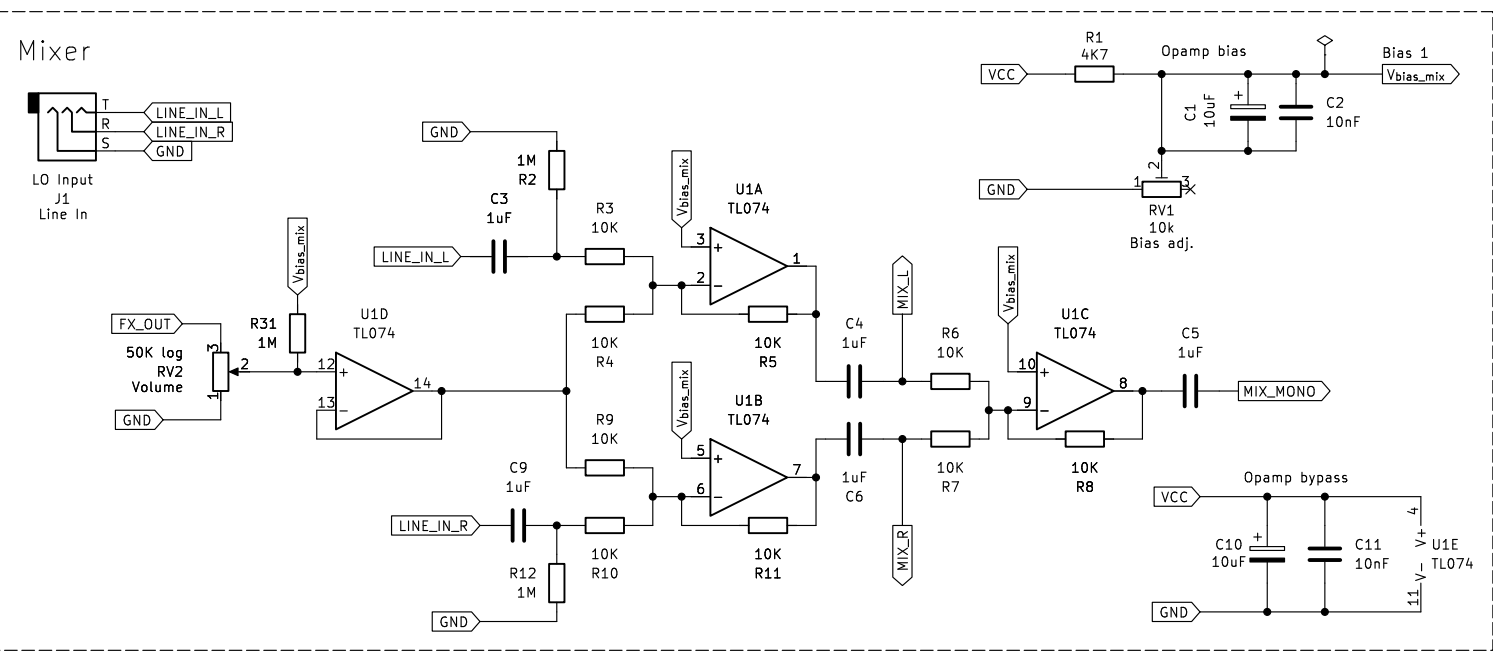 Mixer
T
LINE_IN_L
R
LINE_IN_R
S
GND
LO Input
J1
Line In
VCC
R1
4K7
Opamp bias
Bias 1
Vbias_mix
C1
10uF
+
C2
10nF
GND
1
2
3
RV1
10k
Bias adj.
GND
1M
R2
C3
1uF
LINE_IN_L
R3
10K
Vbias_mix
U1A
TL074
3
+
2
−
1
10K
R5
Vbias_mix
FX_OUT
50K log
RV2
Volume
3
2
1
GND
R31
1M
U1D
TL074
12
+
13
−
14
10K
R4
R9
10K
Vbias_mix
U1B
TL074
5
+
6
−
7
10K
R11
C9
1uF
LINE_IN_R
10K
R10
R12
1M
GND
C4
1uF
MIX_L
R6
10K
1uF
C6
MIX_R
10K
R7
Vbias_mix
U1C
TL074
10
+
9
−
8
10K
R8
C5
1uF
MIX_MONO
Opamp bypass
VCC
GND
C10
10uF
+
C11
10nF
4
V+
V-
11
U1E
TL074